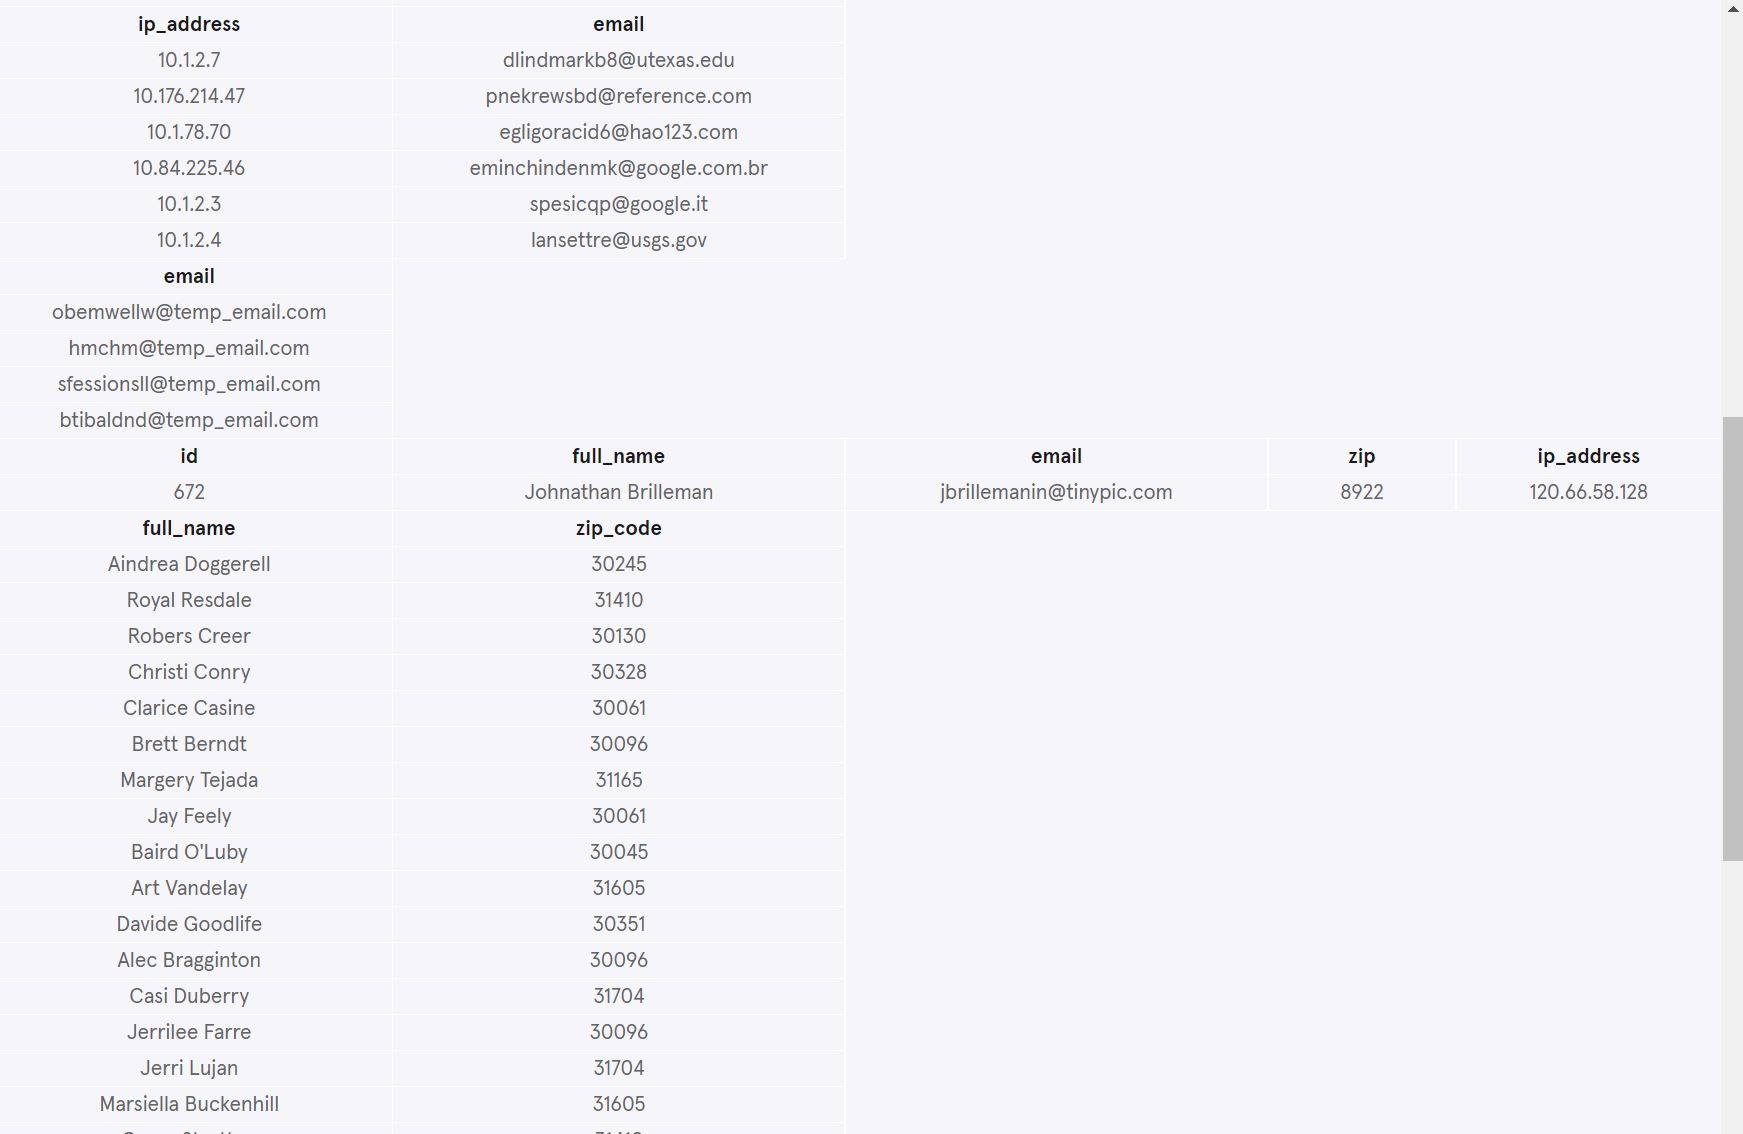 ip_address email
10.1.2.7 dlindmarkb8@utexas.edu
10.176.214.47 pnekrewsbd@reference.com
10.1.78.70 egligoracid6@hao123.com
10.84.225.46 eminchindenmk@google.com.br
10.1.2.3 spesicqp@google.it
10.1.2.4 lansettre@usgs.gov
email
obemwellw@temp_email.com
hmchm@temp_email.com
sfessionsll@temp_email.com
btibaldnd@temp_email.com
id full_name email zip ip_address
672 Johnathan Brilleman jbrillemanin@tinypic.com 8922 120.66.58.128
full_name zip_code
Aindrea Doggerell 30245
Royal Resdale 31410
Robers Creer 30130
Christi Conry 30328
Clarice Casine 30061
Brett Berndt 30096
Margery Tejada 31165
Jay Feely 30061
Baird O'Luby 30045
Art Vandelay 31605
Davide Goodlife 30351
Alec Bragginton 30096
Casi Duberry 31704
Jerrilee Farre 30096
Jerri Lujan 31704
Marsiella Buckenhill 31605